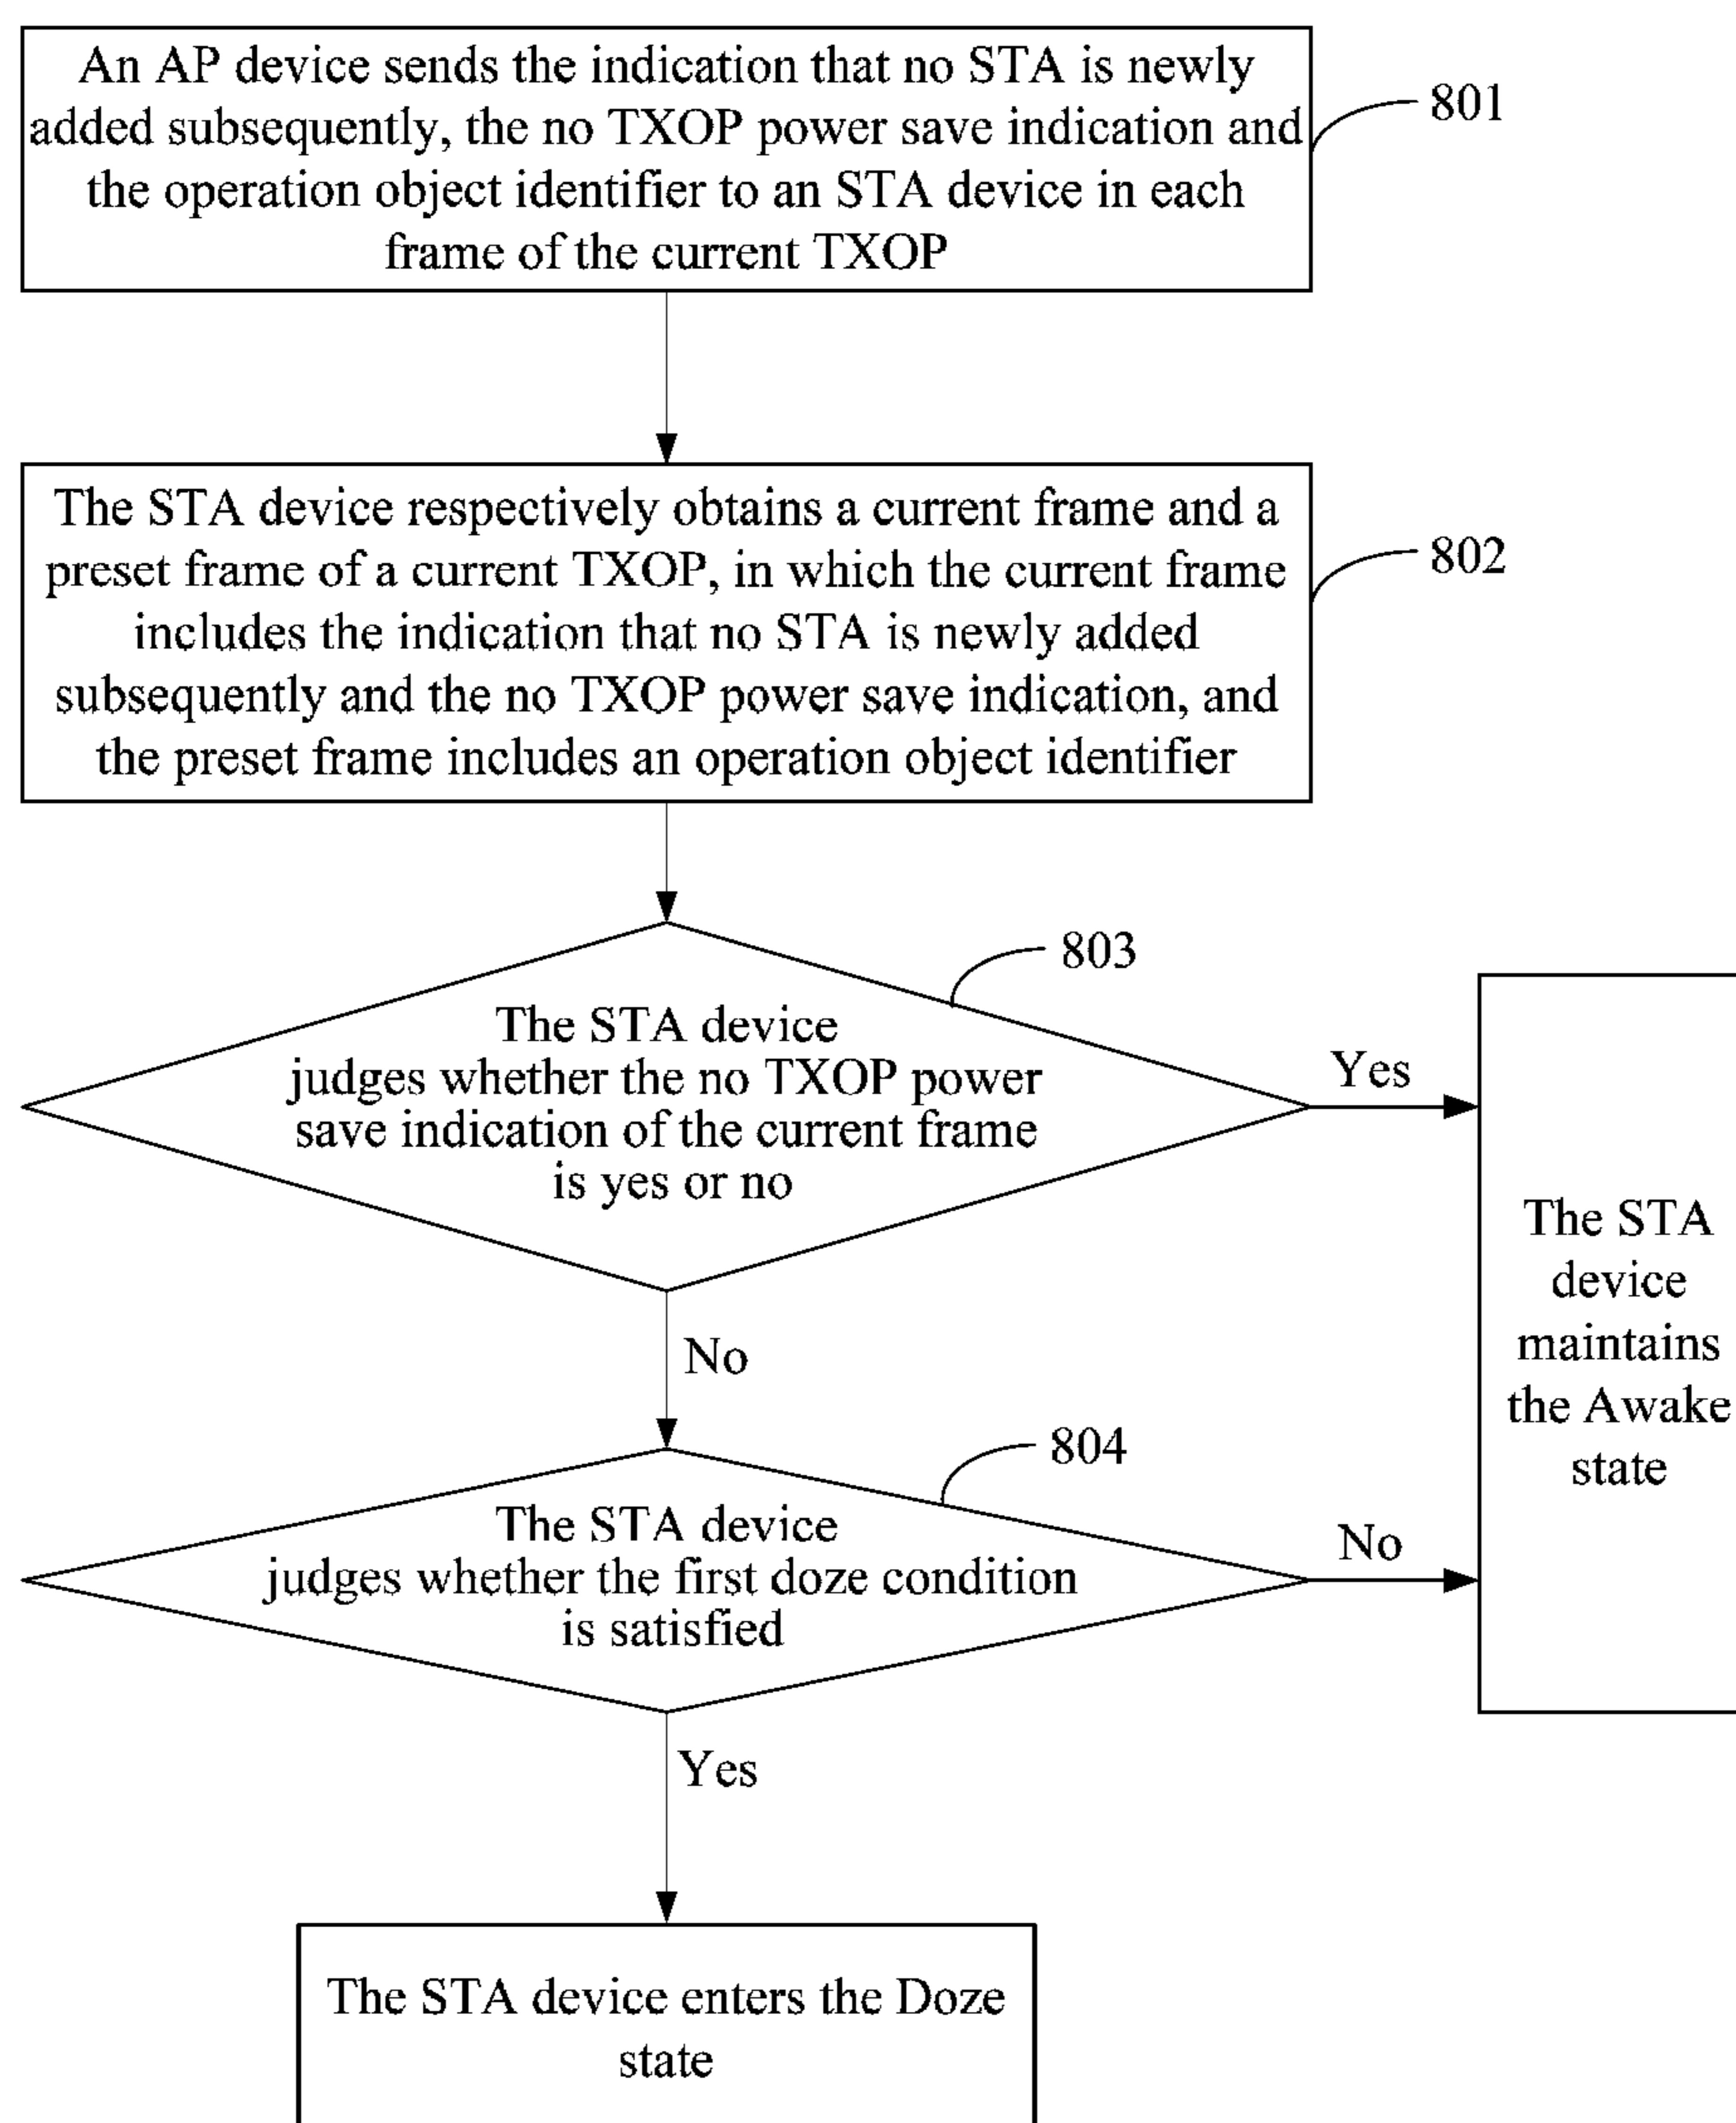 An AP device sends the indication that no STA is newly
added subsequently, the no TXOP power save indication and
the operation object identifier to an STA device in each
frame of the current TXOP
801
The STA device respectively obtains a current frame and a
preset frame of a current TXOP, in which the current frame
includes the indication that no STA is newly added
subsequently and the no TXOP power save indication, and
the preset frame includes an operation object identifier
802
803
The STA device
judges whether the no TXOP power
save indication of the current frame
is yes or no
Yes
No
The STA
device
maintains
the Awake
state
804
The STA device
judges whether the first doze condition
is satisfied
No
Yes
The STA device enters the Doze
state